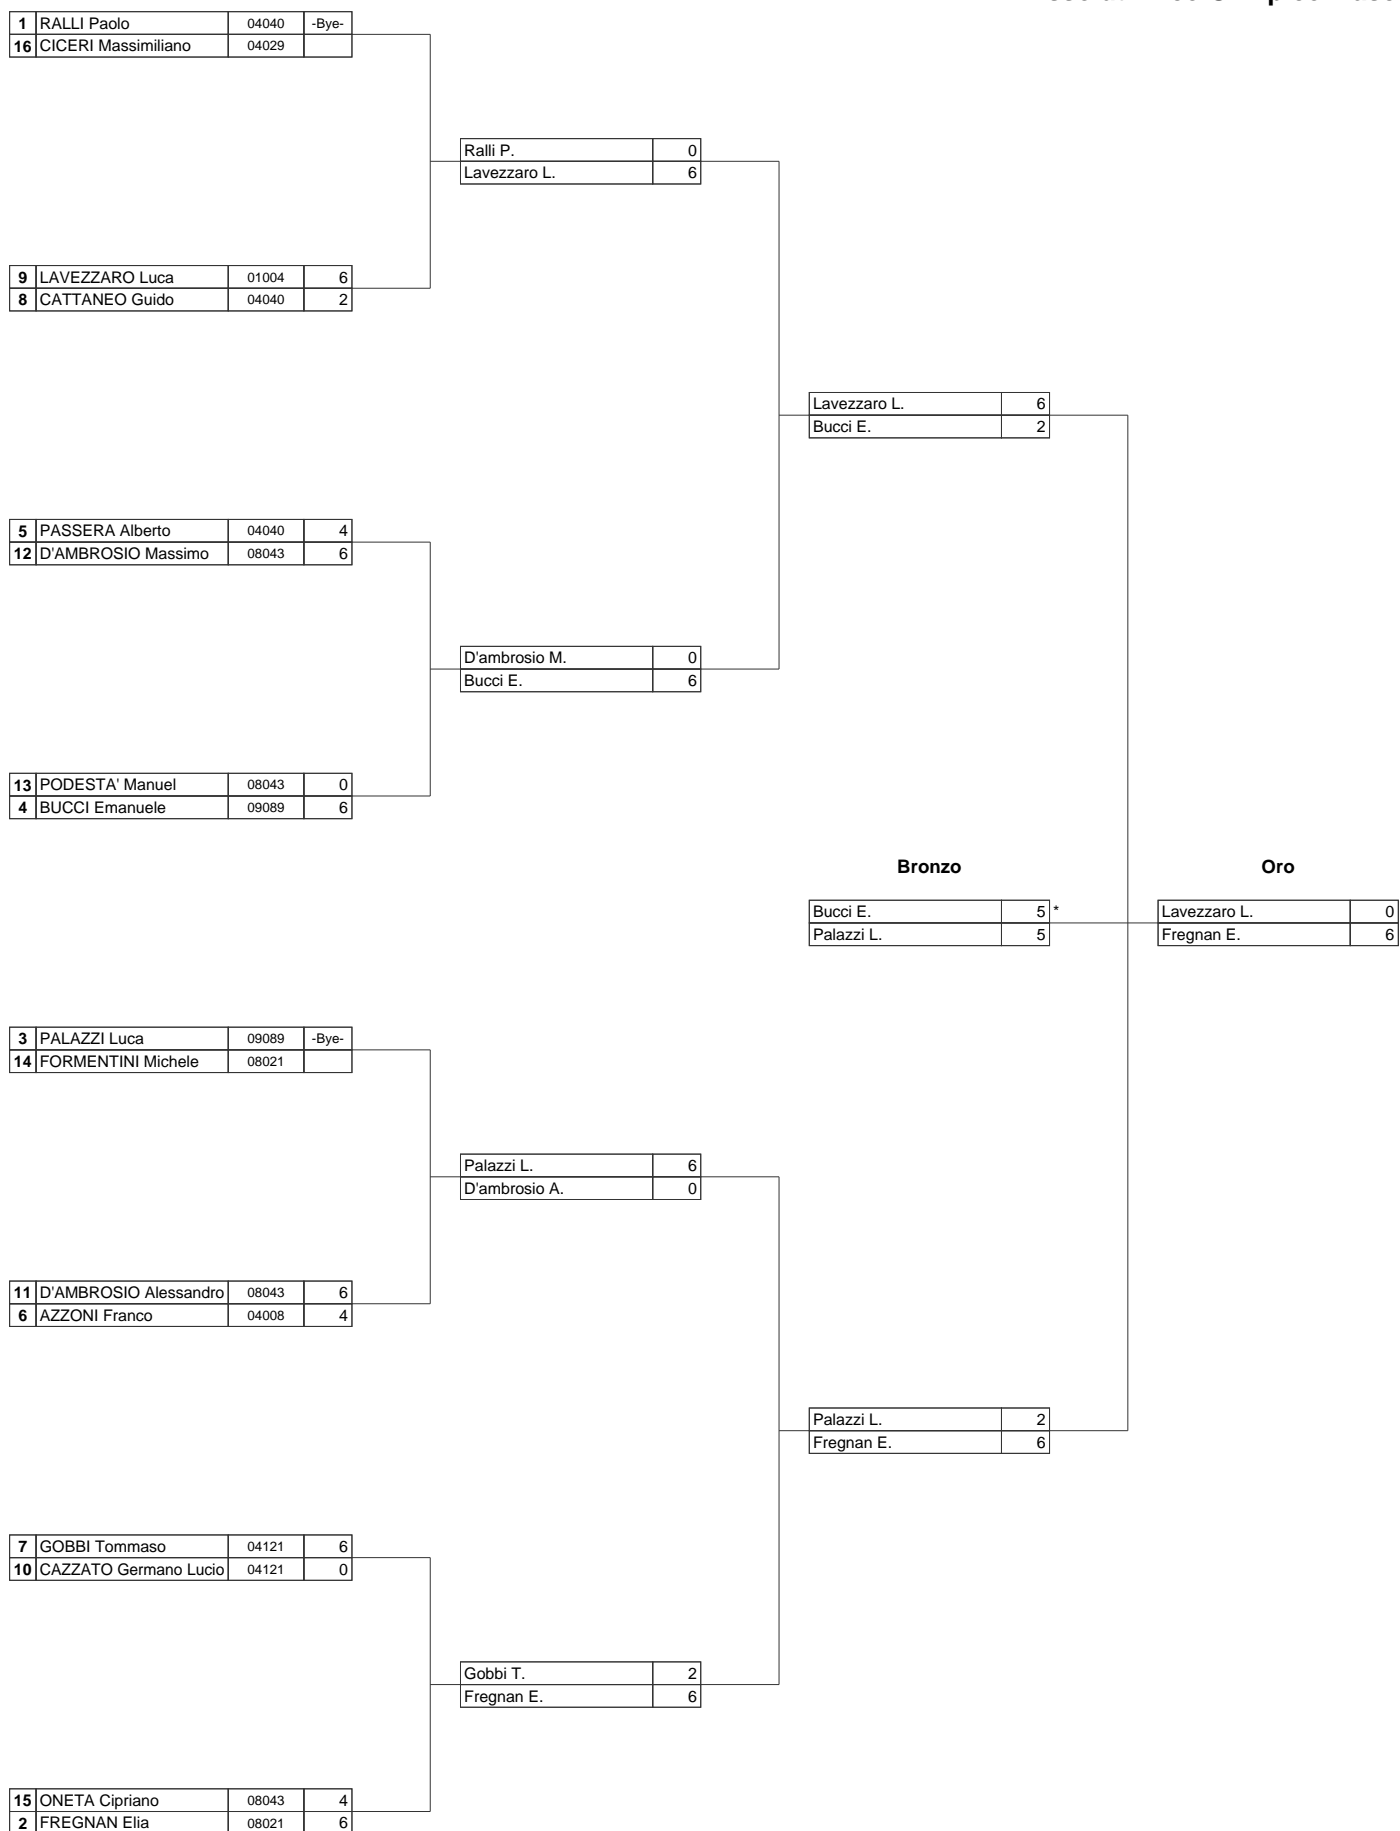 1 RALLI Paolo 04040 -Bye-
16 CICERI Massimiliano 04029
Ralli P. 0
Lavezzaro L. 6
9 LAVEZZARO Luca 01004 6
8 CATTANEO Guido 04040 2
Lavezzaro L. 6
Bucci E. 2
5 PASSERA Alberto 04040 4
12 D'AMBROSIO Massimo 08043 6
D'ambrosio M. 0
Bucci E. 6
13 PODESTA' Manuel 08043 0
4 BUCCI Emanuele 09089 6
Bronzo Oro
Bucci E. 5 * Lavezzaro L. 0
Palazzi L. 5 Fregnan E. 6
3 PALAZZI Luca 09089 -Bye-
14 FORMENTINI Michele 08021
Palazzi L. 6
D'ambrosio A. 0
11 D'AMBROSIO Alessandro 08043 6
6 AZZONI Franco 04008 4
Palazzi L. 2
Fregnan E. 6
7 GOBBI Tommaso 04121 6
10 CAZZATO Germano Lucio 04121 0
Gobbi T. 2
Fregnan E. 6
15 ONETA Cipriano 08043 4
2 FREGNAN Elia 08021 6